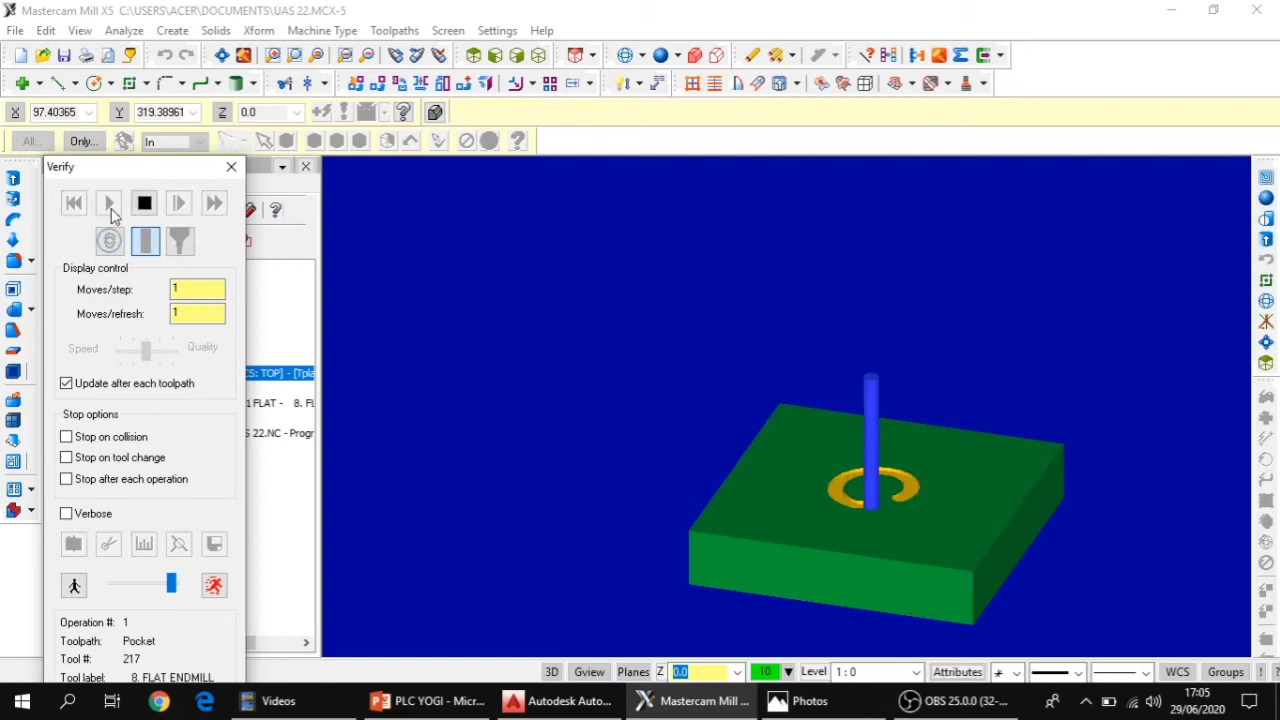 Mastercam Mill X5 C:\USERS\ACER\DOCUMENTS\UAS 22.MCX-5
File Edit View Analyze Create Solids Xform Machine Type Toolpaths Screen Settings Help
X 97.40365 Y 319.38961 Z 0.0
All... Only... In
Verify
Display control
Moves/step: 1
Moves/refresh: 1
Speed Quality
Update after each toolpath
CS: TOP] - [Tpla
Stop options
1 FLAT - 8. FL
Stop on collision
S 22.NC - Progr
Stop on tool change
Stop after each operation
Verbose
Operation #: 1
Toolpath: Pocket
Tool #: 217
label: 8. FLAT ENDMILL
3D Gview Planes Z 0.0 10 Level 1 : 0 Attributes WCS Groups ! ?
Videos PLC YOGI - Micr... Autodesk Autoc... Mastercam Mill ... Photos OBS 25.0.0 (32-...
17:05
29/06/2020